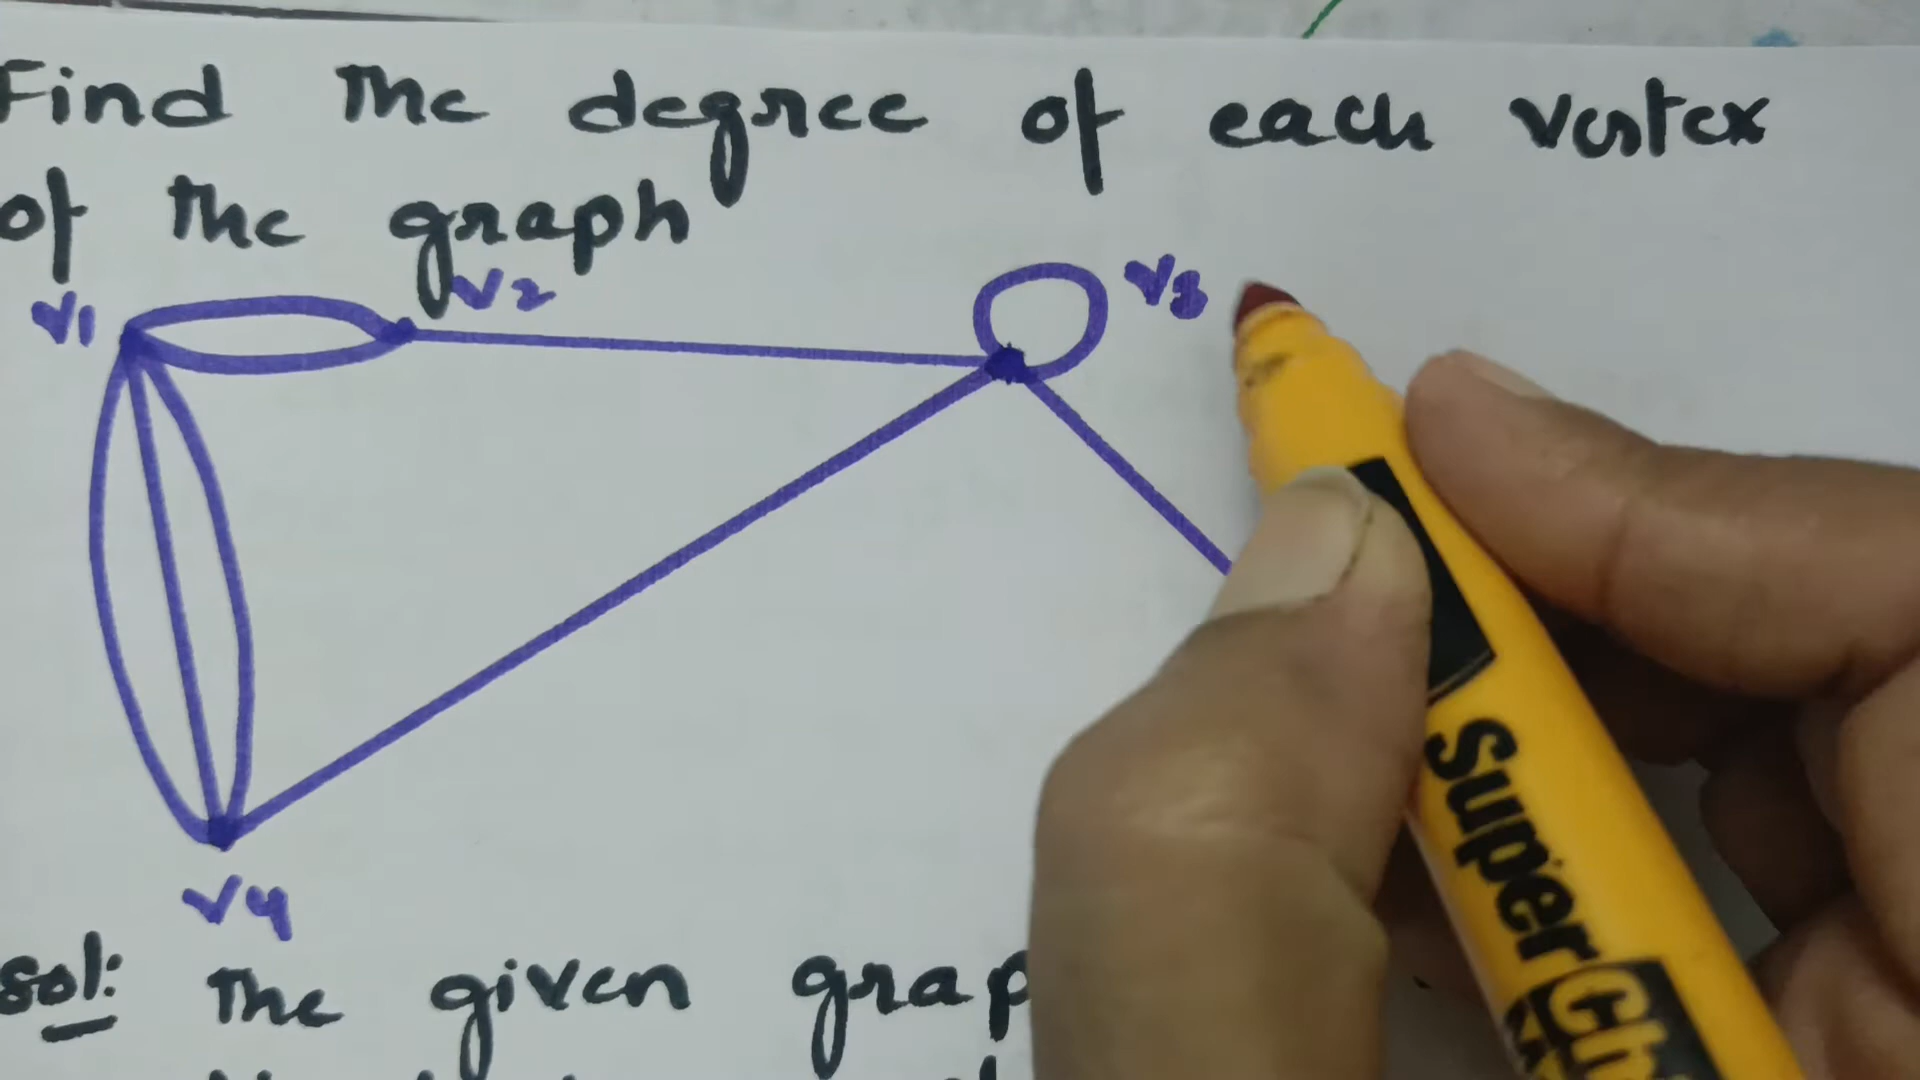 Find the degree of each vertex
of the graph
v1
v2
v3
v4
Sol: The given grap
Super